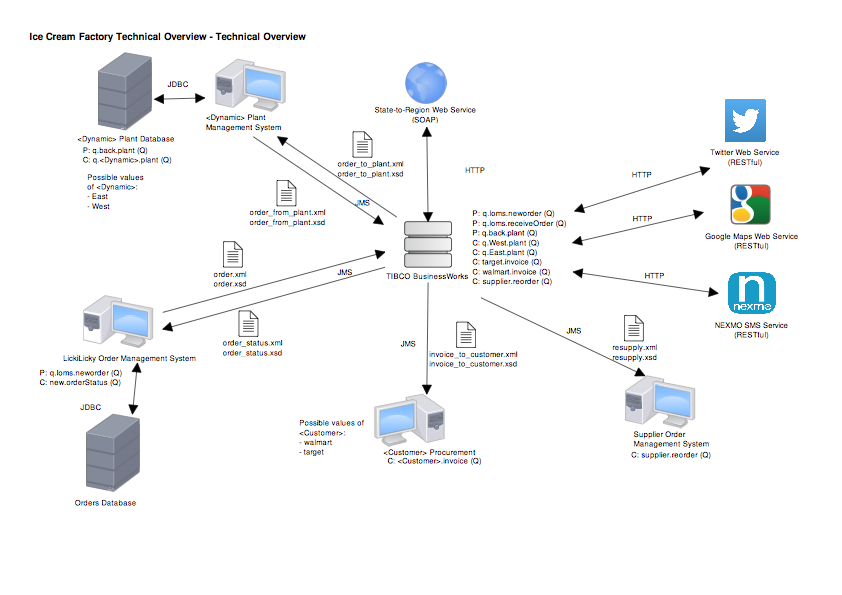 Ice Cream Factory Technical Overview - Technical Overview
JDBC
<Dynamic> Plant
Management System
<Dynamic> Plant Database
P: q.back.plant (Q)
C: q.<Dynamic>.plant (Q)
Possible values
of <Dynamic>:
- East
- West
State-to-Region Web Service
(SOAP)
HTTP
order_to_plant.xml
order_to_plant.xsd
JMS
order_from_plant.xml
order_from_plant.xsd
Twitter Web Service
(RESTful)
HTTP
Google Maps Web Service
(RESTful)
HTTP
nexmo
NEXMO SMS Service
(RESTful)
HTTP
P: q.loms.neworder (Q)
P: q.loms.receiveOrder (Q)
P: q.back.plant (Q)
C: q.West.plant (Q)
C: q.East.plant (Q)
C: target.invoice (Q)
C: walmart.invoice (Q)
C: supplier.reorder (Q)
TIBCO BusinessWorks
order.xml
order.xsd
JMS
order_status.xml
order_status.xsd
LickiLicky Order Management System
P: q.loms.neworder (Q)
C: new.orderStatus (Q)
JDBC
Orders Database
JMS
invoice_to_customer.xml
invoice_to_customer.xsd
Possible values of
<Customer>:
- walmart
- target
<Customer> Procurement
C: <Customer>.invoice (Q)
JMS
resupply.xml
resupply.xsd
Supplier Order
Management System
C: supplier.reorder (Q)